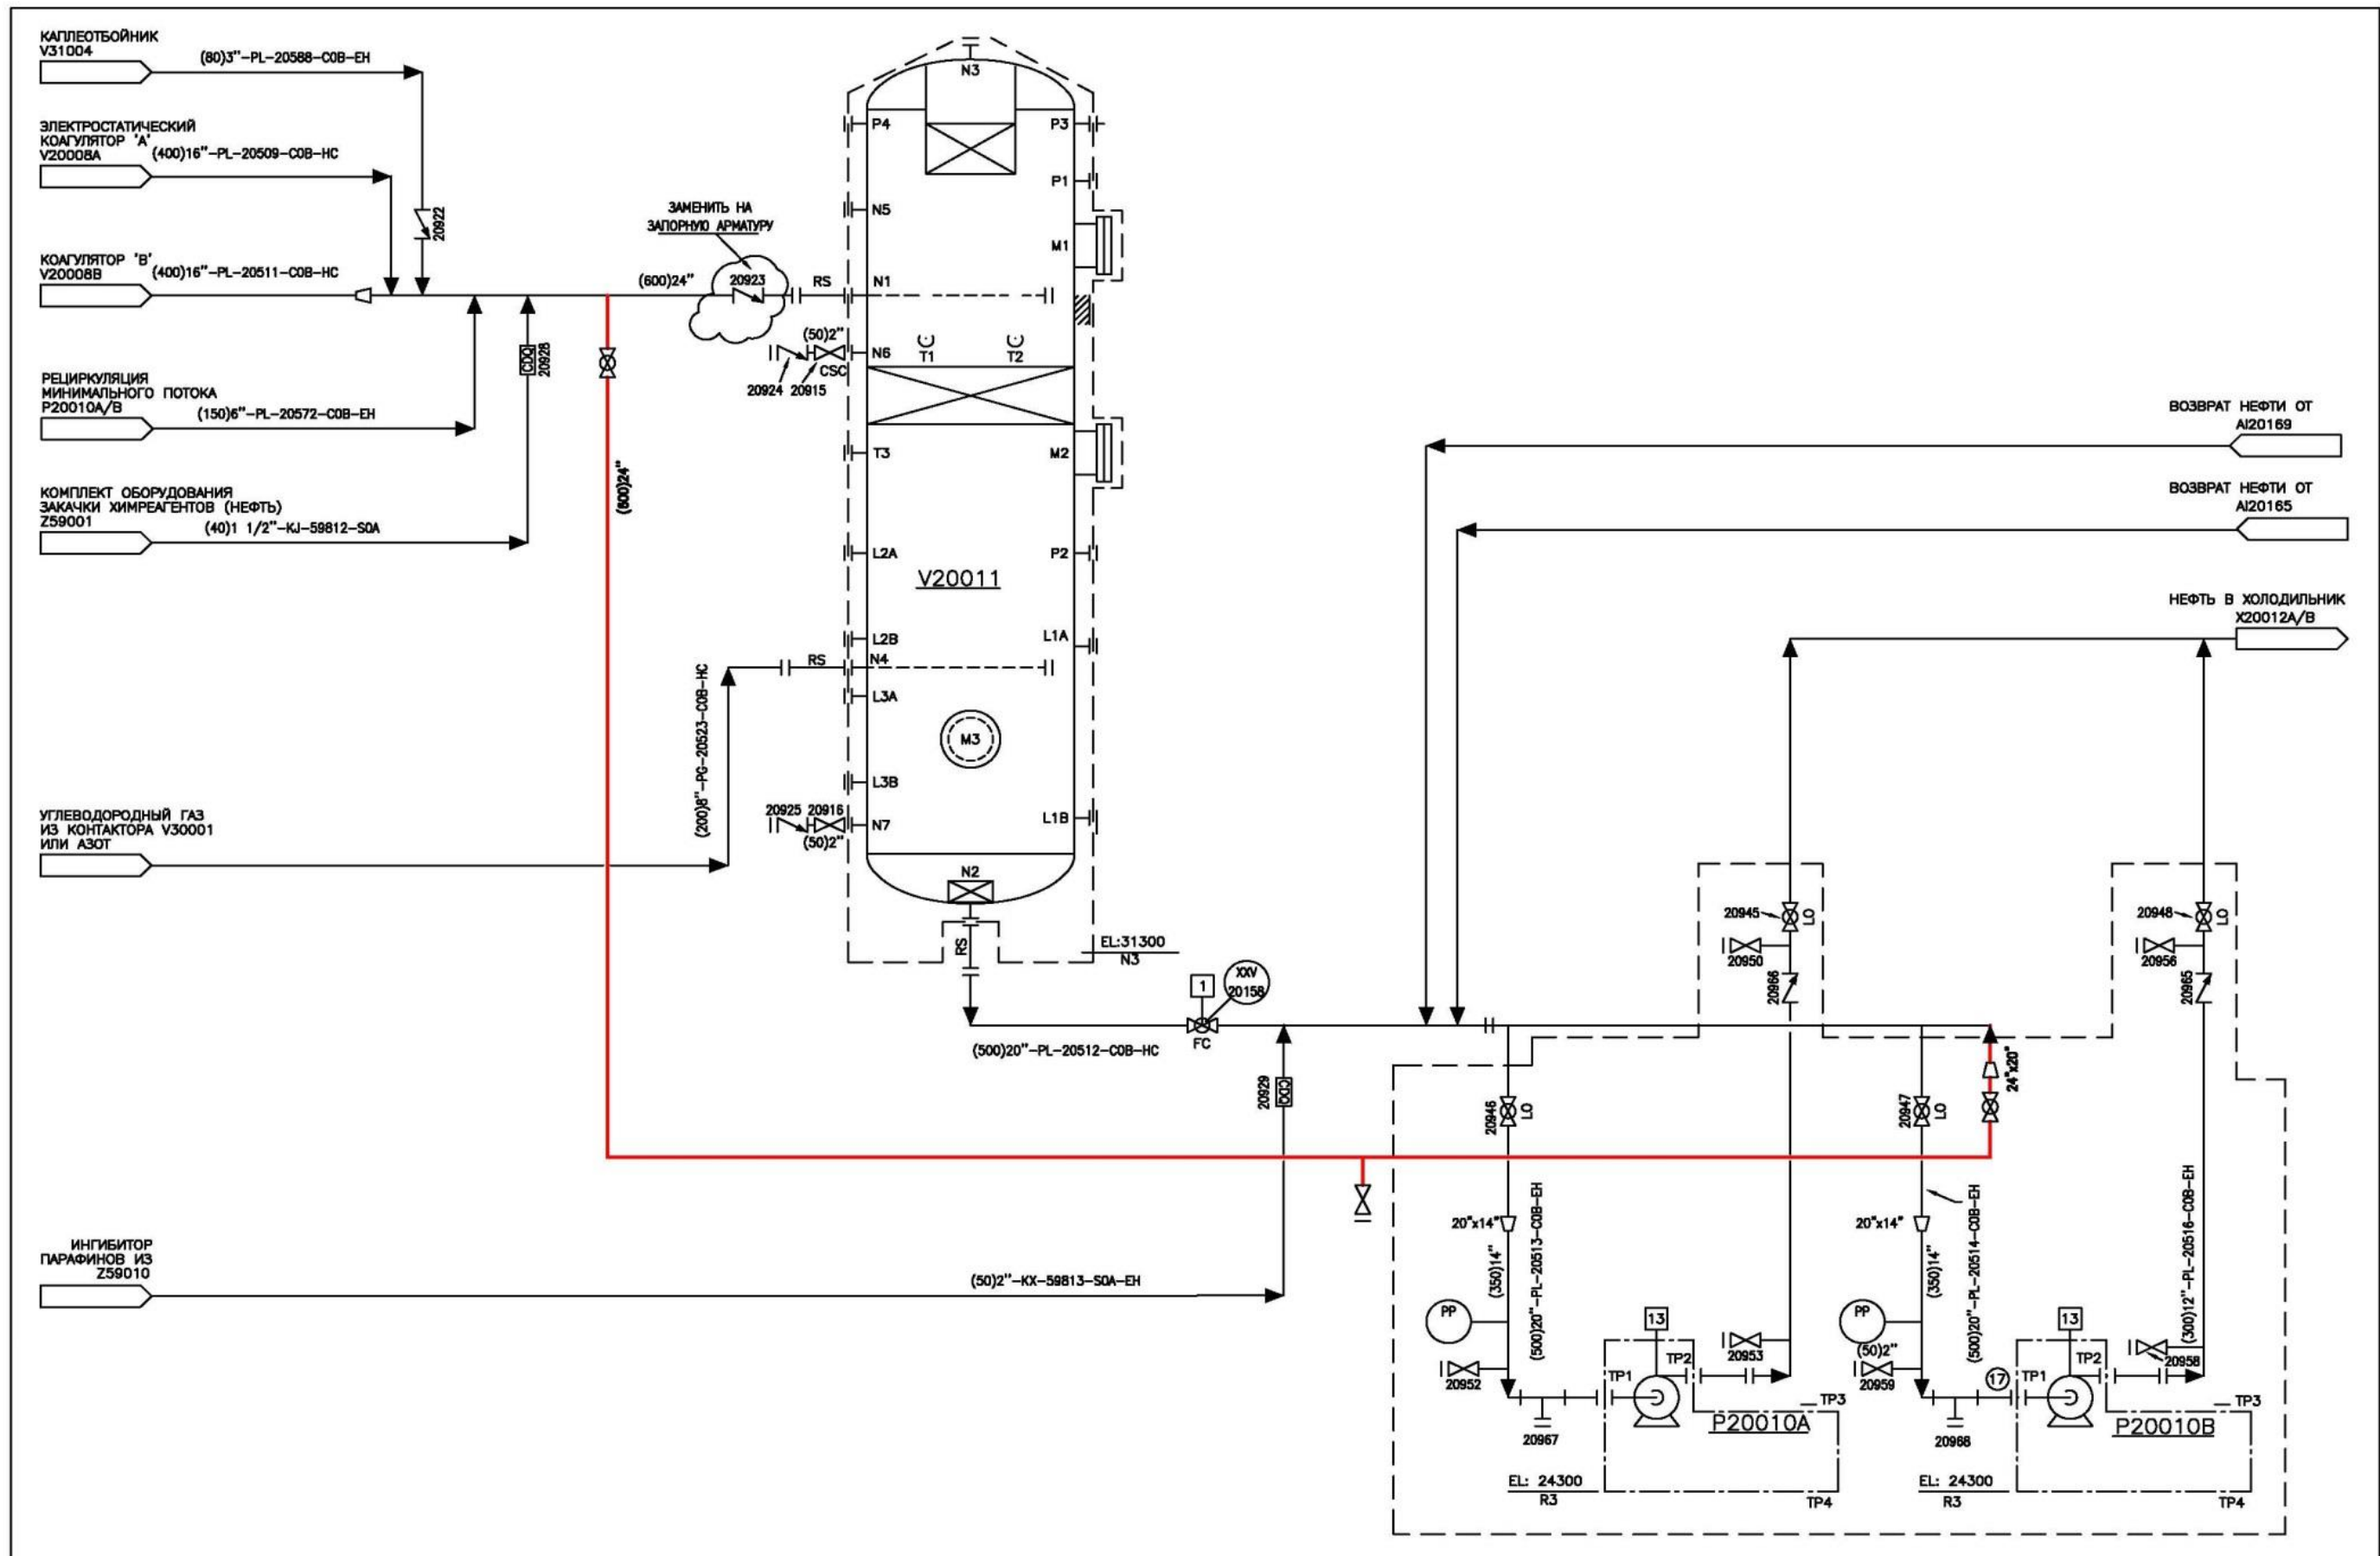 КАПЛЕОТБОЙНИК
V31004
(80)3"-PL-20588-C0B-EH
ЭЛЕКТРОСТАТИЧЕСКИЙ
КОАГУЛЯТОР 'А'
V20008A
(400)16"-PL-20509-C0B-HC
20922
КОАГУЛЯТОР 'В'
V20008B
(400)16"-PL-20511-C0B-HC
РЕЦИРКУЛЯЦИЯ
МИНИМАЛЬНОГО ПОТОКА
P20010A/B
(150)6"-PL-20572-C0B-EH
CDQ
20928
КОМПЛЕКТ ОБОРУДОВАНИЯ
ЗАКАЧКИ ХИМРЕАГЕНТОВ (НЕФТЬ)
Z59001
(40)1 1/2"-KJ-59812-S0A
(600)24"
УГЛЕВОДОРОДНЫЙ ГАЗ
ИЗ КОНТАКТОРА V30001
ИЛИ АЗОТ
(200)8"-PG-20523-C0B-HC
ИНГИБИТОР
ПАРАФИНОВ ИЗ
Z59010
(50)2"-KX-59813-S0A-EH
ЗАМЕНИТЬ НА
ЗАПОРНУЮ АРМАТУРУ
(600)24"
20923
RS
(50)2"
CSC
20924 20915
RS
20925 20916
(50)2"
N3
P4
P3
P1
N5
M1
N1
N6
T1
T2
T3
M2
L2A
P2
V20011
L2B
L1A
N4
L3A
M3
L3B
L1B
N7
N2
RS
EL:31300
N3
1
XXV
20158
FC
(500)20"-PL-20512-C0B-HC
20929
CDQ
ВОЗВРАТ НЕФТИ ОТ
AI20169
ВОЗВРАТ НЕФТИ ОТ
AI20165
НЕФТЬ В ХОЛОДИЛЬНИК
X20012A/B
20945
LO
20950
20966
20948
LO
20956
20965
24"x20"
20946
LO
20947
LO
20"x14"
(350)14"
(500)20"-PL-20513-C0B-EH
20"x14"
(350)14"
(500)20"-PL-20514-C0B-EH
(300)12"-PL-20516-C0B-EH
PP
20952
13
TP1
TP2
20953
TP3
P20010A
20967
EL: 24300
R3
TP4
PP
(50)2"
20959
17
13
TP1
TP2
20958
TP3
P20010B
20968
EL: 24300
R3
TP4